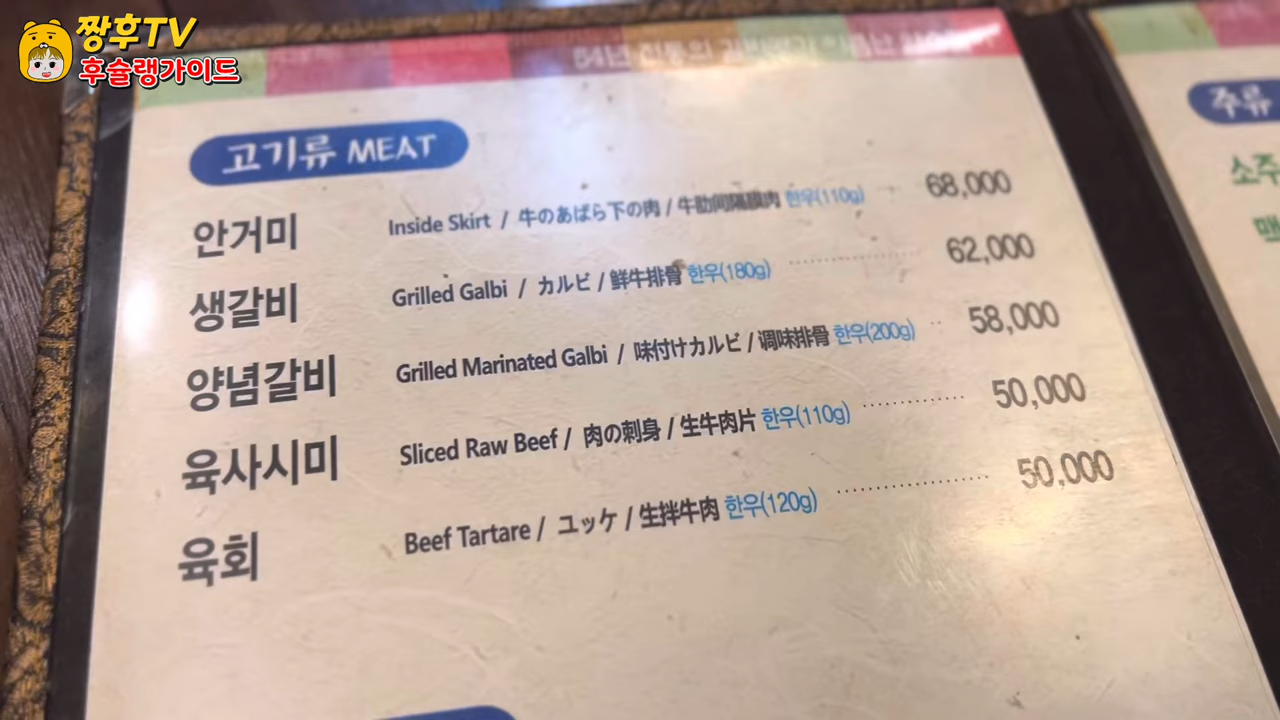 짱후TV
후슐랭가이드
고기류 MEAT
안거미 Inside Skirt / 牛のあばら下の肉 / 牛肋间隔膜肉 한우(110g) 68,000
생갈비 Grilled Galbi / カルビ / 鲜牛排骨 한우(180g) 62,000
양념갈비 Grilled Marinated Galbi / 味付けカルビ / 调味排骨 한우(200g) 58,000
육사시미 Sliced Raw Beef / 肉の刺身 / 生牛肉片 한우(110g) 50,000
육회 Beef Tartare / ユッケ / 生拌牛肉 한우(120g) 50,000
주류
소주